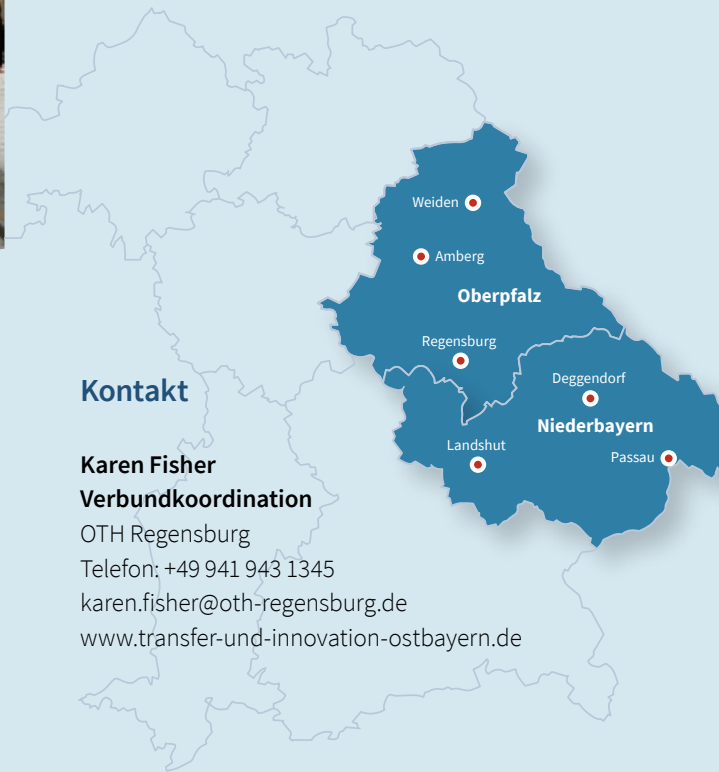 Weiden
Amberg
Oberpfalz
Regensburg
Deggendorf
Niederbayern
Landshut
Passau
Kontakt
Karen Fisher
Verbundkoordination
OTH Regensburg
Telefon: +49 941 943 1345
karen.fisher@oth-regensburg.de
www.transfer-und-innovation-ostbayern.de